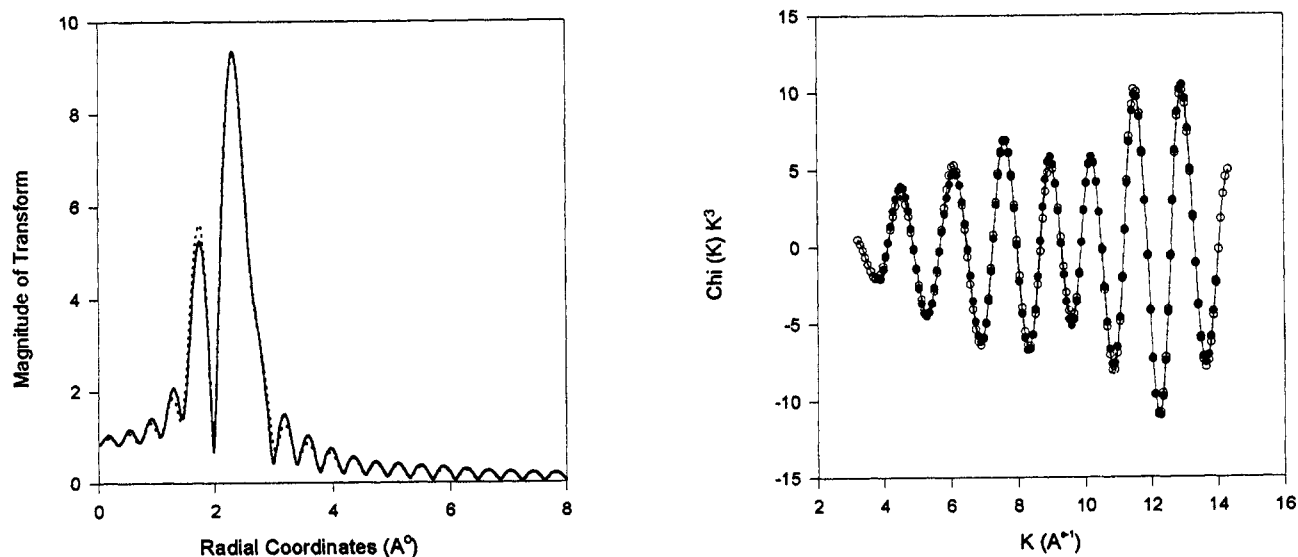 10
8
6
4
2
0
Magnitude of Transform
0 2 4 6 8
Radial Coordinates (A°)
15
10
5
0
-5
-10
-15
Chi (K) K³
2 4 6 8 10 12 14 16
K (A°⁻¹)